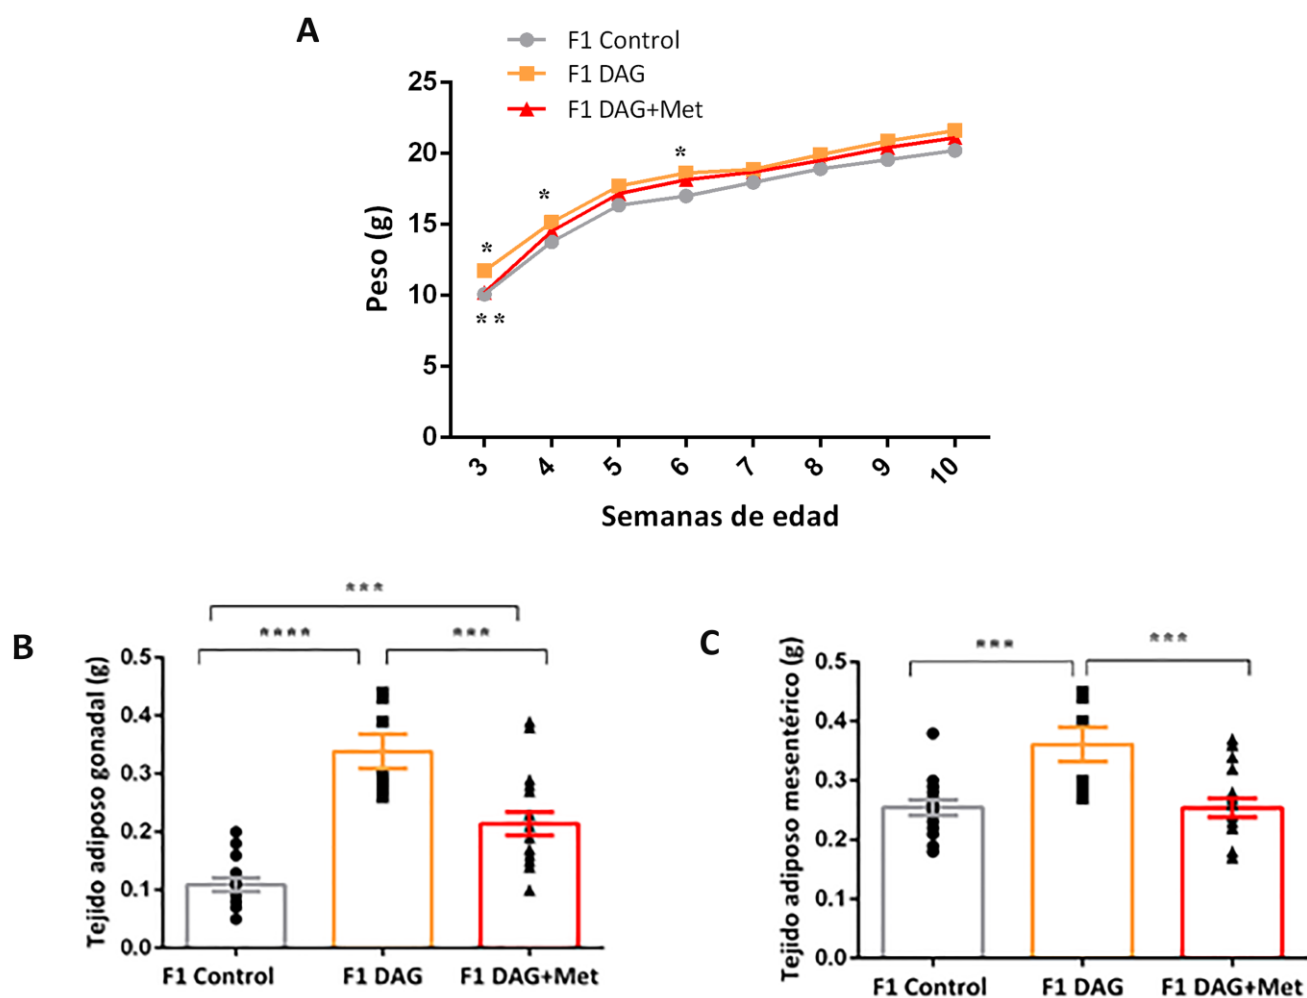 A
F1 Control
F1 DAG
F1 DAG+Met
25
20
15
10
5
0
Peso (g)
*
*
*
**
3 4 5 6 7 8 9 10
Semanas de edad
B
***
**** ***
Tejido adiposo gonadal (g)
0.5
0.4
0.3
0.2
0.1
0.0
F1 Control F1 DAG F1 DAG+Met
C
*** ***
Tejido adiposo mesentérico (g)
0.5
0.4
0.3
0.2
0.1
0.0
F1 Control F1 DAG F1 DAG+Met